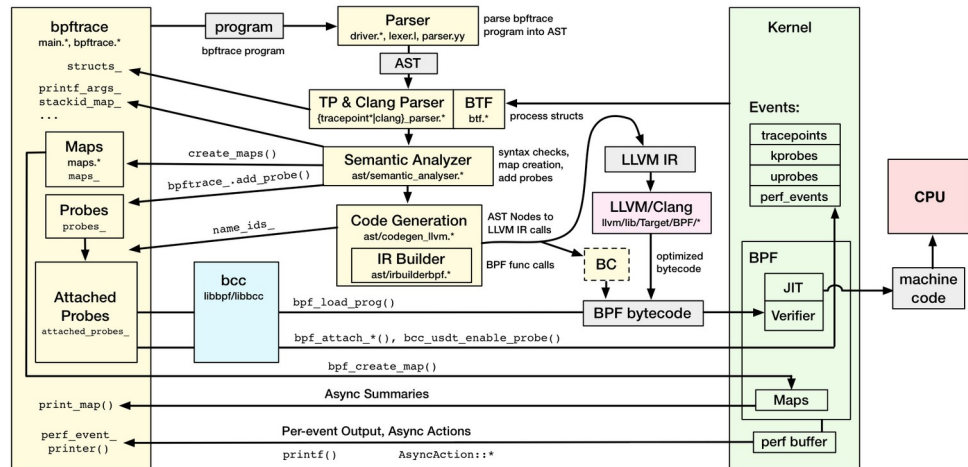 bpftrace
main.*, bpftrace.*
program
bpftrace program
Parser
driver.*, lexer.l, parser.yy
parse bpftrace
program into AST
AST
structs_
printf_args_
stackid_map_
...
TP & Clang Parser
{tracepoint*|clang}_parser.*
BTF
btf.*
process structs
Maps
maps.*
maps_
create_maps()
Semantic Analyzer
ast/semantic_analyser.*
syntax checks,
map creation,
add probes
bpftrace_.add_probe()
Probes
probes_
name_ids_
Code Generation
ast/codegen_llvm.*
IR Builder
ast/irbuilderbpf.*
AST Nodes to
LLVM IR calls
BPF func calls
LLVM IR
LLVM/Clang
llvm/lib/Target/BPF/*
BC
optimized
bytecode
BPF bytecode
Attached
Probes
attached_probes_
bcc
libbpf/libbcc
bpf_load_prog()
bpf_attach_*(), bcc_usdt_enable_probe()
bpf_create_map()
print_map()
Async Summaries
perf_event_
printer()
Per-event Output, Async Actions
printf()
AsyncAction::*
Kernel
Events:
tracepoints
kprobes
uprobes
perf_events
BPF
JIT
Verifier
Maps
perf buffer
CPU
machine
code